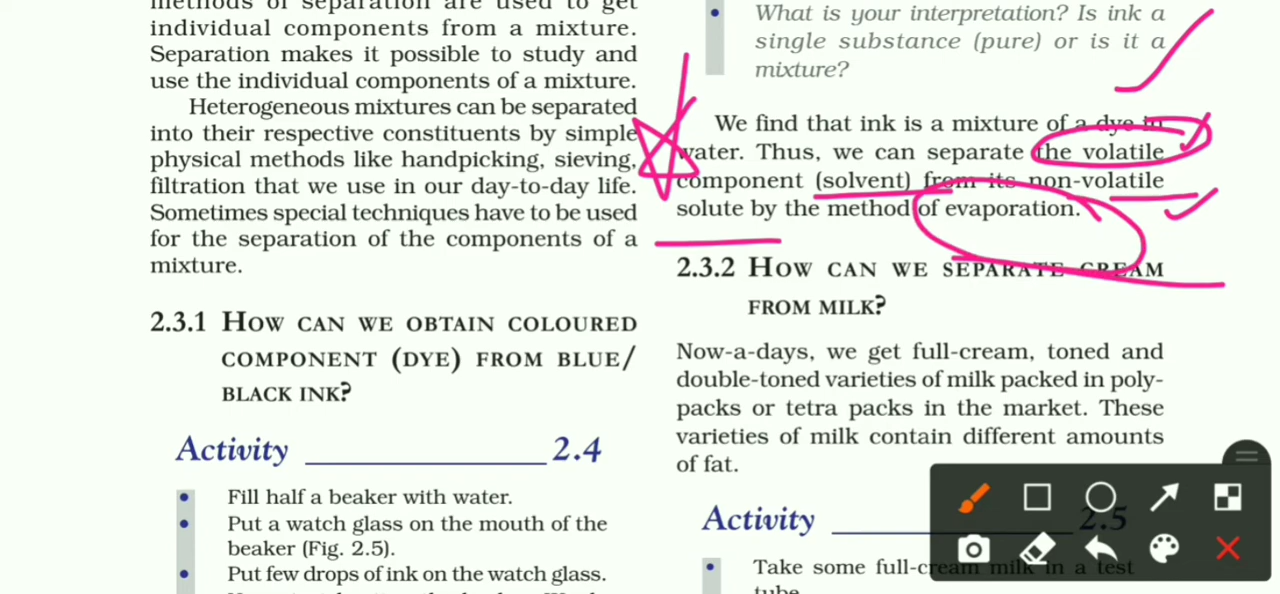 methods of separation are used to get
individual components from a mixture.
Separation makes it possible to study and
use the individual components of a mixture.
Heterogeneous mixtures can be separated
into their respective constituents by simple
physical methods like handpicking, sieving,
filtration that we use in our day-to-day life.
Sometimes special techniques have to be used
for the separation of the components of a
mixture.
2.3.1 HOW CAN WE OBTAIN COLOURED
COMPONENT (DYE) FROM BLUE/
BLACK INK?
Activity 2.4
• Fill half a beaker with water.
• Put a watch glass on the mouth of the
beaker (Fig. 2.5).
• Put few drops of ink on the watch glass.
• What is your interpretation? Is ink a
single substance (pure) or is it a
mixture?
We find that ink is a mixture of a dye in
water. Thus, we can separate the volatile
component (solvent) from its non-volatile
solute by the method of evaporation.
2.3.2 HOW CAN WE SEPARATE CREAM
FROM MILK?
Now-a-days, we get full-cream, toned and
double-toned varieties of milk packed in poly-
packs or tetra packs in the market. These
varieties of milk contain different amounts
of fat.
Activity 2.5
• Take some full-cream milk in a test
tube.